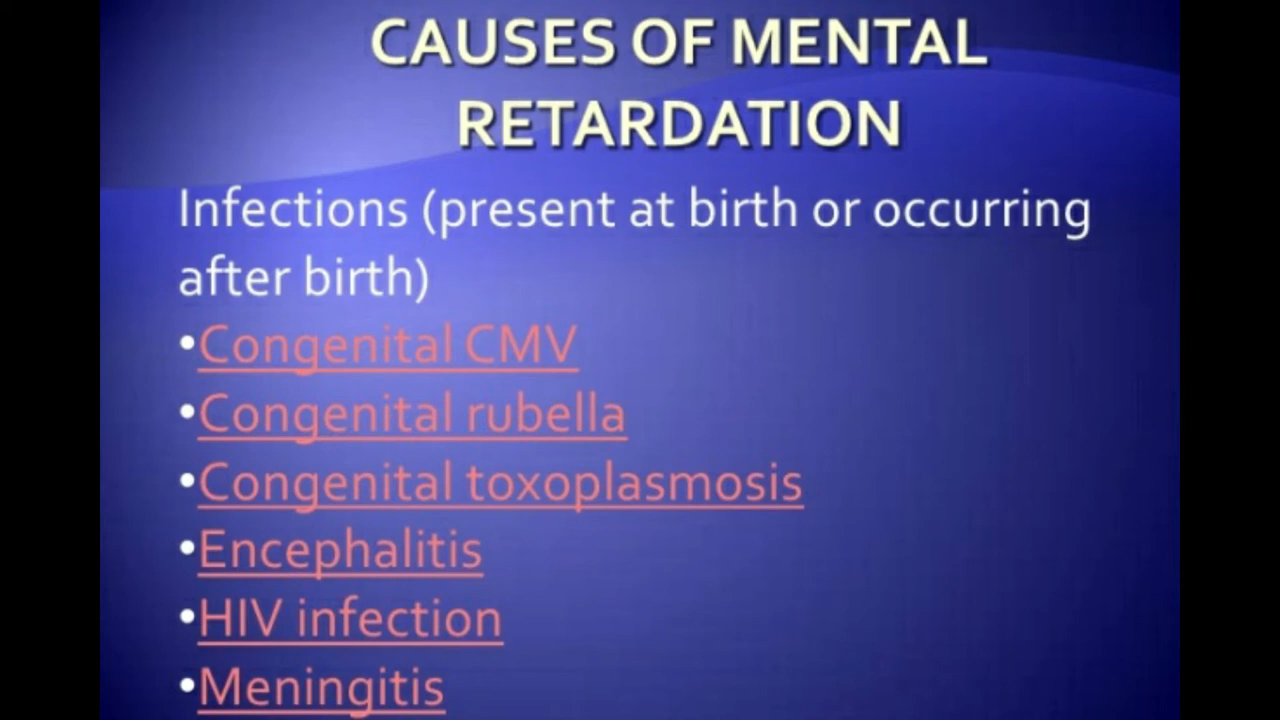 CAUSES OF MENTAL
RETARDATION
Infections (present at birth or occurring
after birth)
•Congenital CMV
•Congenital rubella
•Congenital toxoplasmosis
•Encephalitis
•HIV infection
•Meningitis